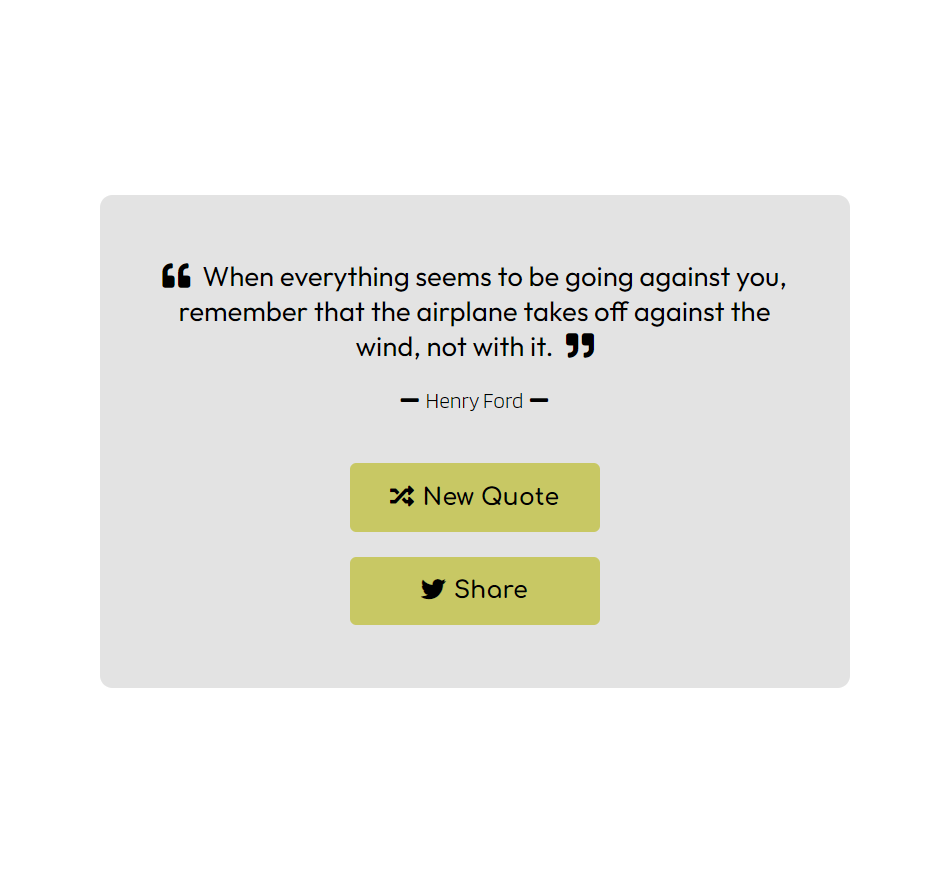 ❝ When everything seems to be going against you,
remember that the airplane takes off against the
wind, not with it. ❞
— Henry Ford —
New Quote
Share